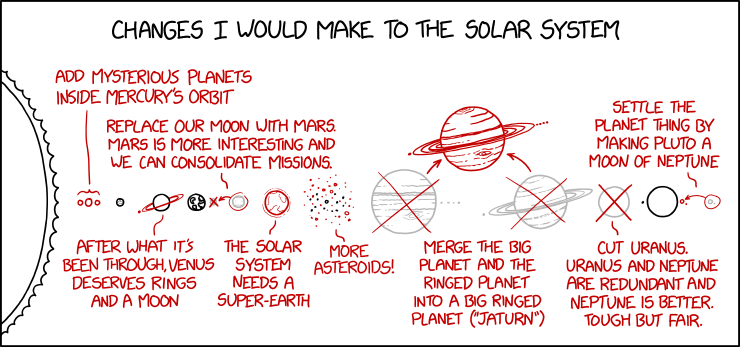 CHANGES I WOULD MAKE TO THE SOLAR SYSTEM
ADD MYSTERIOUS PLANETS
INSIDE MERCURY'S ORBIT
REPLACE OUR MOON WITH MARS.
MARS IS MORE INTERESTING AND
WE CAN CONSOLIDATE MISSIONS.
SETTLE THE
PLANET THING BY
MAKING PLUTO A
MOON OF NEPTUNE
AFTER WHAT IT'S
BEEN THROUGH, VENUS
DESERVES RINGS
AND A MOON
THE SOLAR
SYSTEM
NEEDS A
SUPER-EARTH
MORE
ASTEROIDS!
MERGE THE BIG
PLANET AND THE
RINGED PLANET
INTO A BIG RINGED
PLANET ("JATURN")
CUT URANUS.
URANUS AND NEPTUNE
ARE REDUNDANT AND
NEPTUNE IS BETTER.
TOUGH BUT FAIR.